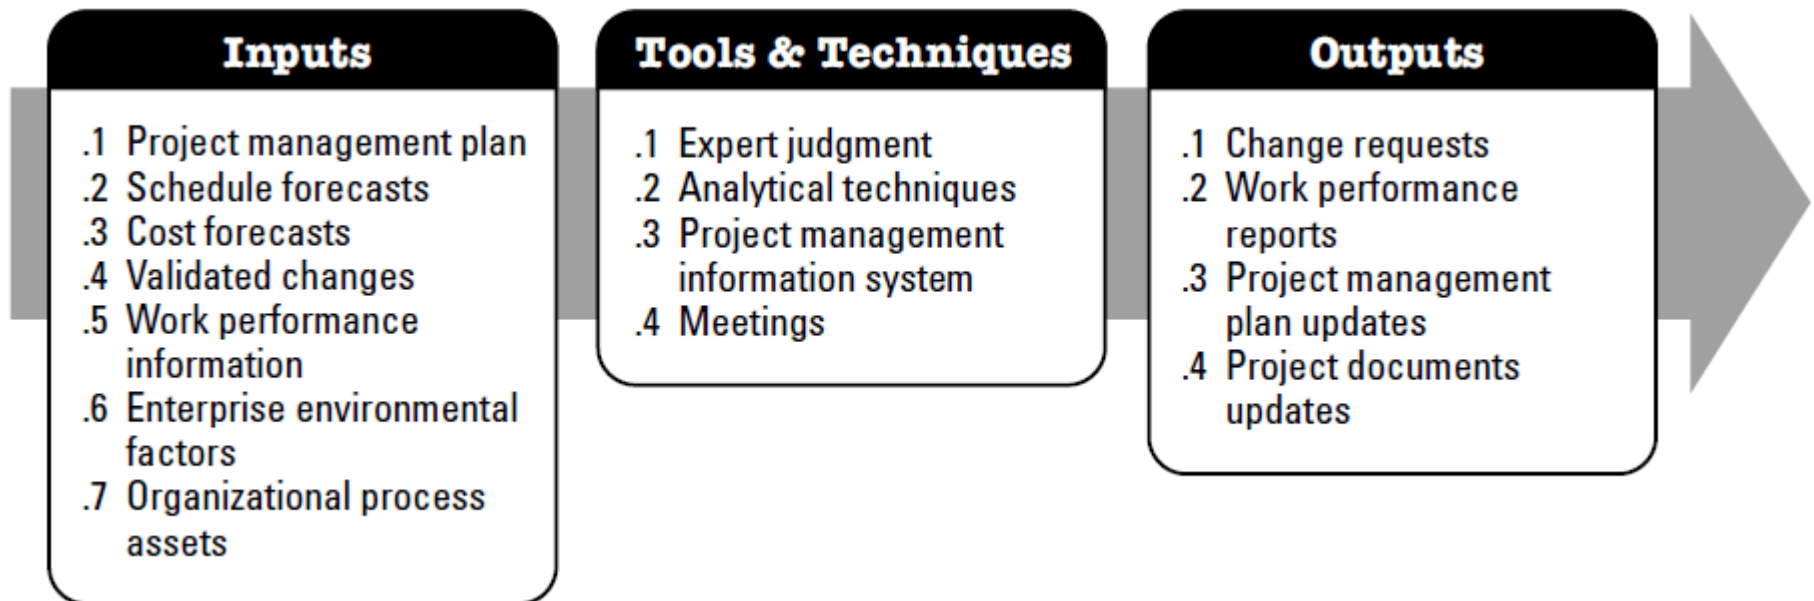 Inputs
.1 Project management plan
.2 Schedule forecasts
.3 Cost forecasts
.4 Validated changes
.5 Work performance
information
.6 Enterprise environmental
factors
.7 Organizational process
assets
Tools & Techniques
.1 Expert judgment
.2 Analytical techniques
.3 Project management
information system
.4 Meetings
Outputs
.1 Change requests
.2 Work performance
reports
.3 Project management
plan updates
.4 Project documents
updates